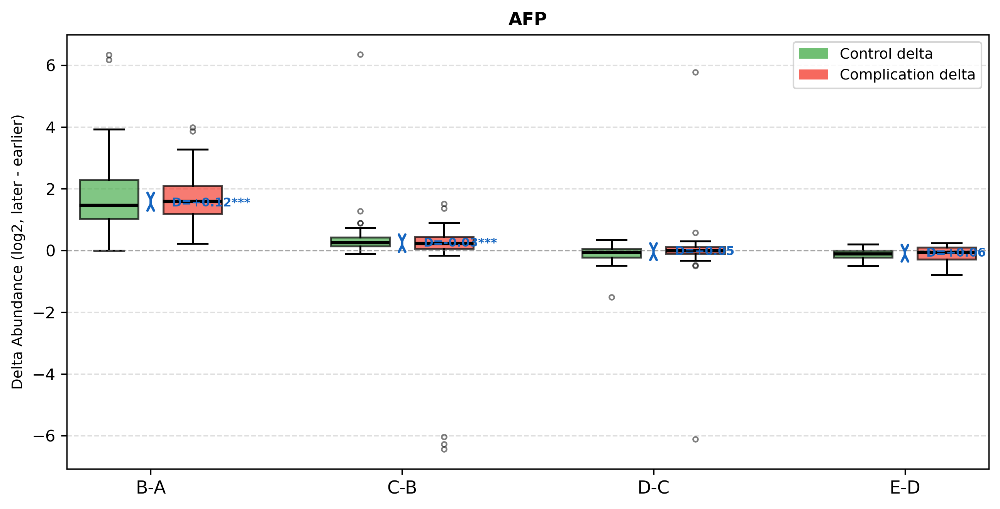 AFP
Control delta
Complication delta
Delta Abundance (log2, later - earlier)
6
4
2
0
−2
−4
−6
D=+0.12***
D=-0.03***
D=+0.05
D=+0.06
B-A
C-B
D-C
E-D